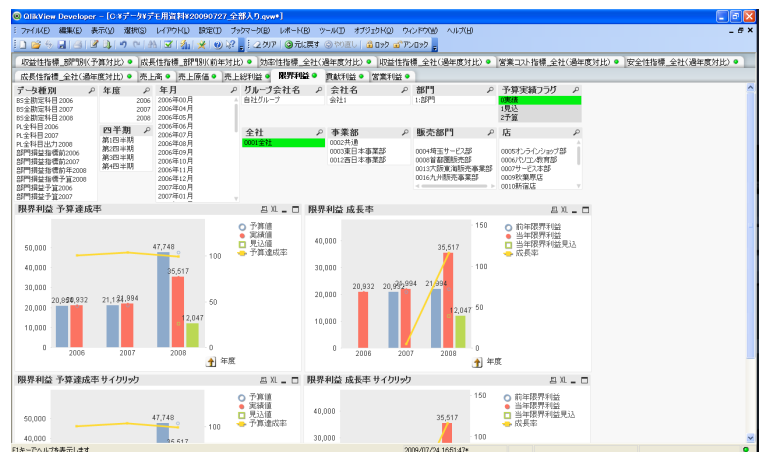 QlikView Developer - [C:¥データ¥デモ用資料¥20090727_全部入り.qvw*]
ファイル(F) 編集(E) 表示(V) 選択(S) レイアウト(L) 設定(T) ブックマーク(B) レポート(R) ツール(T) オブジェクト(O) ウィンドウ(W) ヘルプ(H)
クリア 元に戻す やり直し ロック アンロック
収益性指標_部門別(予算対比) 成長性指標_部門別(前年対比) 効率性指標_全社(過年度対比) 収益性指標_全社(過年度対比) 営業コスト指標_全社(過年度対比) 安全性指標_全社(過年度対比)
成長性指標_全社(過年度対比) 売上高 売上原価 売上総利益 限界利益 貢献利益 営業利益
データ種別 年度 年月 グループ会社名 会社名 部門 予算実績フラグ
BS全勘定科目2006 2006 2006年00月 自社グループ 会社1 1:部門 0実績
BS全勘定科目2007 2007 2006年04月 1見込
BS全勘定科目2008 2008 2006年05月 2予算
PL全科目2006 2006年06月
PL全科目2007 四半期 2006年07月 全社 事業部 販売部門 店
PL全科目出力2008 第1四半期 2006年08月 0001全社 0002共通
部門損益指標前2006 第2四半期 2006年09月 0003東日本事業部 0004埼玉サービス部 0005オンラインショップ部
部門損益指標前2007 第3四半期 2006年10月 0012西日本事業部 0008首都圏販売部 0006パソコン教育部
部門損益指標前年2008 第4四半期 2006年11月 0013大阪東海販売事業部 0007サービス本部
部門損益指標予算2008 2006年12月 0016九州販売事業部 0009秋葉原店
部門損益予算2006 2007年00月 0010新宿店
部門損益予算2007 2007年01月
限界利益 予算達成率 XL
予算値
実績値
見込値
予算達成率
50,000
40,000
30,000
20,000
10,000
0
100
50
0
47,748
35,517
20,932
21,994
12,047
2006 2007 2008
年度
限界利益 成長率 XL
前年限界利益
当年限界利益
当年限界利益見込
成長率
40,000
30,000
20,000
10,000
0
150
100
50
0
35,517
20,932
21,994
21,994
12,047
2006 2007 2008
年度
限界利益 予算達成率 サイクリック XL
予算値
実績値
見込値
予算達成率
50,000
40,000
100
47,748
35,517
限界利益 成長率 サイクリック XL
前年限界利益
当年限界利益
当年限界利益見込
成長率
40,000
30,000
150
100
35,517
F1キーでヘルプを表示します 2009/07/24 16:51:47*